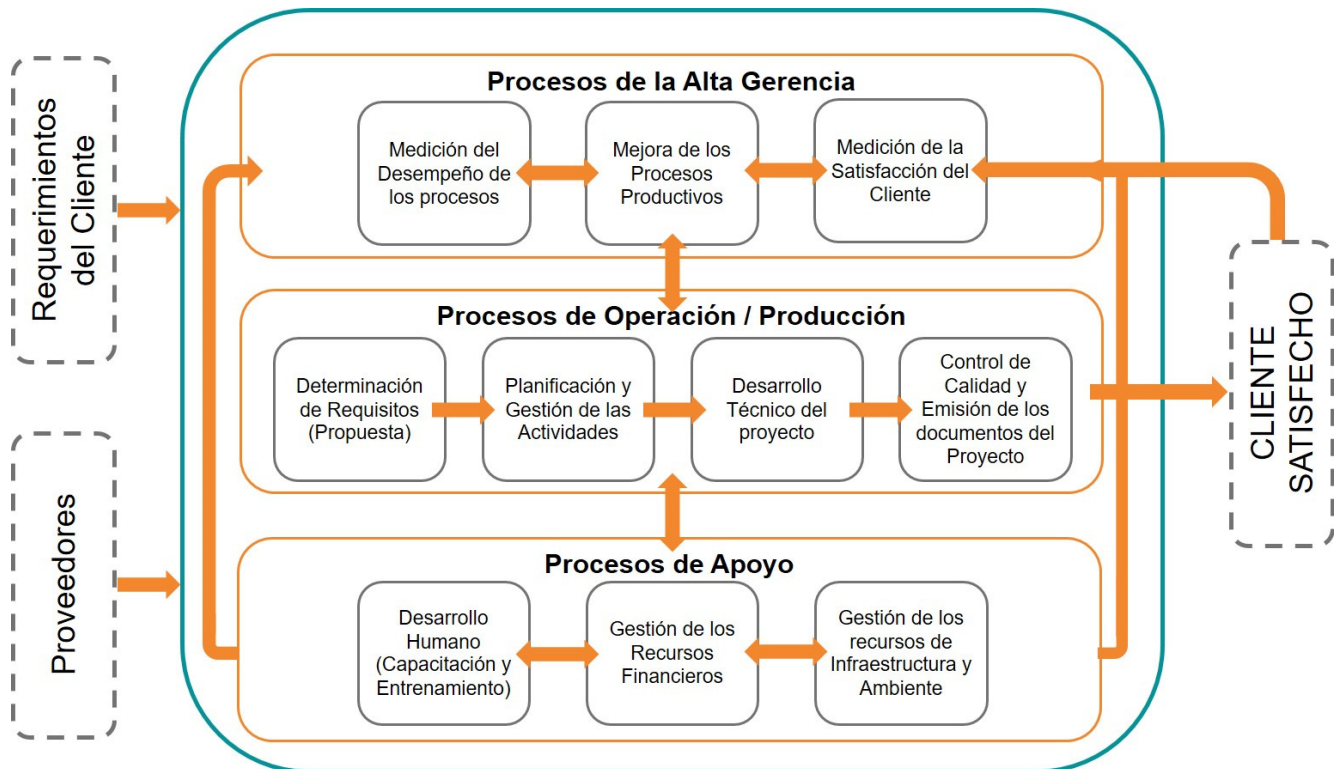 Requerimientos
del Cliente
Proveedores
Procesos de la Alta Gerencia
Medición del
Desempeño de
los procesos
Mejora de los
Procesos
Productivos
Medición de la
Satisfacción del
Cliente
Procesos de Operación / Producción
Determinación
de Requisitos
(Propuesta)
Planificación y
Gestión de las
Actividades
Desarrollo
Técnico del
proyecto
Control de
Calidad y
Emisión de los
documentos del
Proyecto
Procesos de Apoyo
Desarrollo
Humano
(Capacitación y
Entrenamiento)
Gestión de los
Recursos
Financieros
Gestión de los
recursos de
Infraestructura y
Ambiente
CLIENTE
SATISFECHO